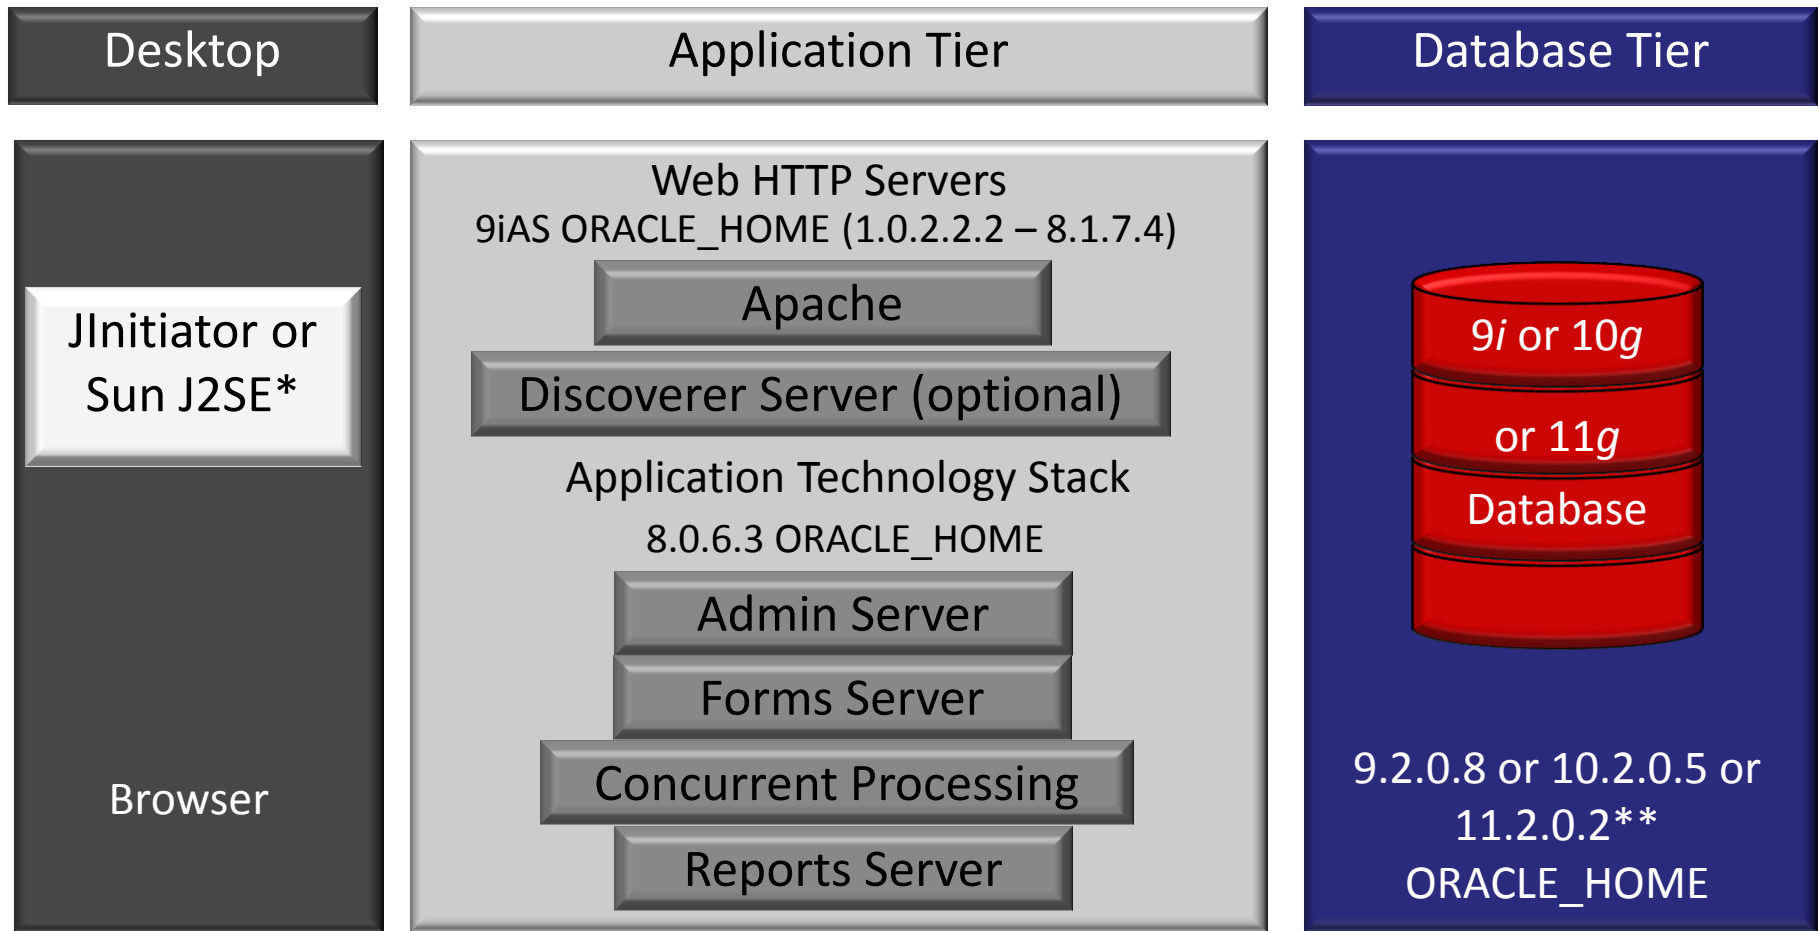 Desktop
Application Tier
Database Tier
JInitiator or
Sun J2SE*
Browser
Web HTTP Servers
9iAS ORACLE_HOME (1.0.2.2.2 – 8.1.7.4)
Apache
Discoverer Server (optional)
Application Technology Stack
8.0.6.3 ORACLE_HOME
Admin Server
Forms Server
Concurrent Processing
Reports Server
9i or 10g
or 11g
Database
9.2.0.8 or 10.2.0.5 or
11.2.0.2**
ORACLE_HOME